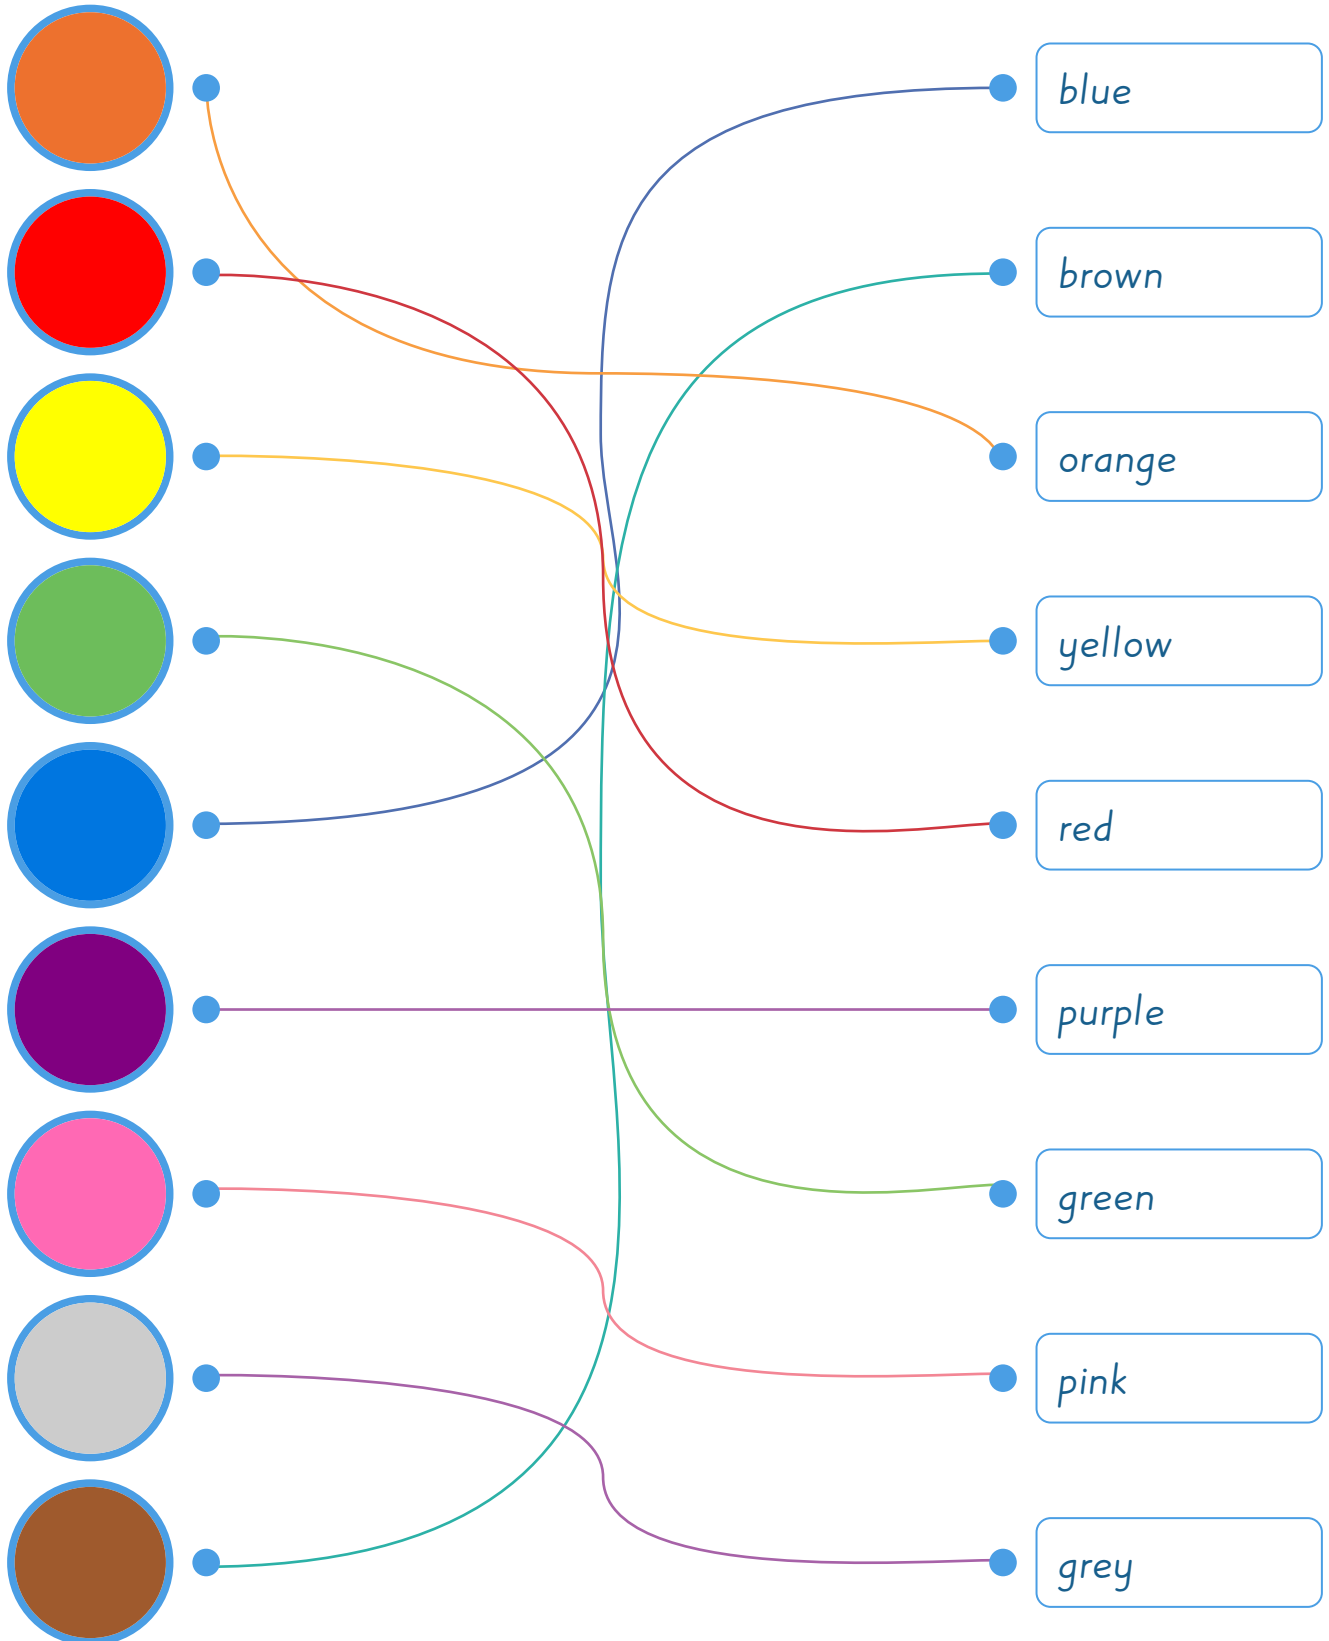 blue
brown
orange
yellow
red
purple
green
pink
grey